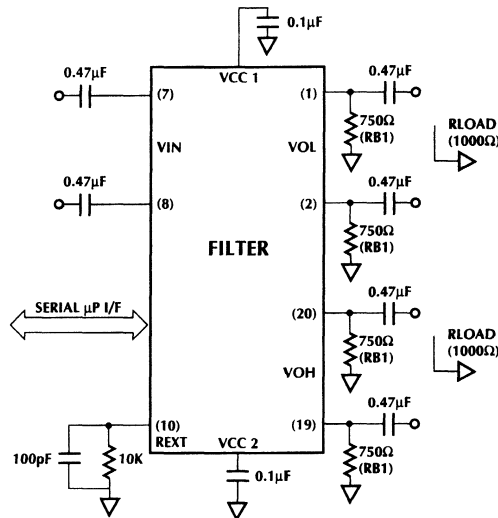 0.1µF
VCC 1
0.47µF
(7)
(1)
0.47µF
750Ω
(RB1)
RLOAD
(1000Ω)
VIN
VOL
0.47µF
(8)
(2)
0.47µF
750Ω
(RB1)
FILTER
SERIAL µP I/F
(20)
0.47µF
750Ω
(RB1)
RLOAD
(1000Ω)
VOH
(10)
REXT
(19)
0.47µF
100pF
10K
VCC 2
0.1µF
750Ω
(RB1)